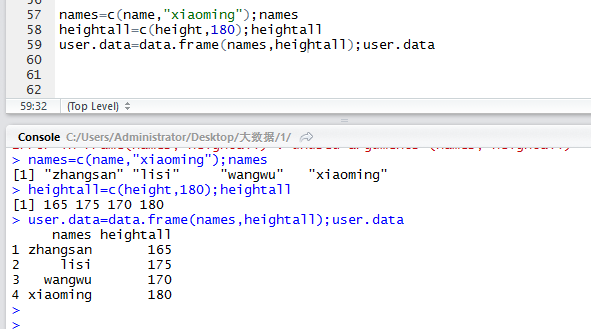 57 names=c(name,"xiaoming");names
58 heightall=c(height,180);heightall
59 user.data=data.frame(names,heightall);user.data
60
61
62
59:32 (Top Level)
Console C:/Users/Administrator/Desktop/大数据/1/
> names=c(name,"xiaoming");names
[1] "zhangsan" "lisi" "wangwu" "xiaoming"
> heightall=c(height,180);heightall
[1] 165 175 170 180
> user.data=data.frame(names,heightall);user.data
names heightall
1 zhangsan 165
2 lisi 175
3 wangwu 170
4 xiaoming 180
>
>